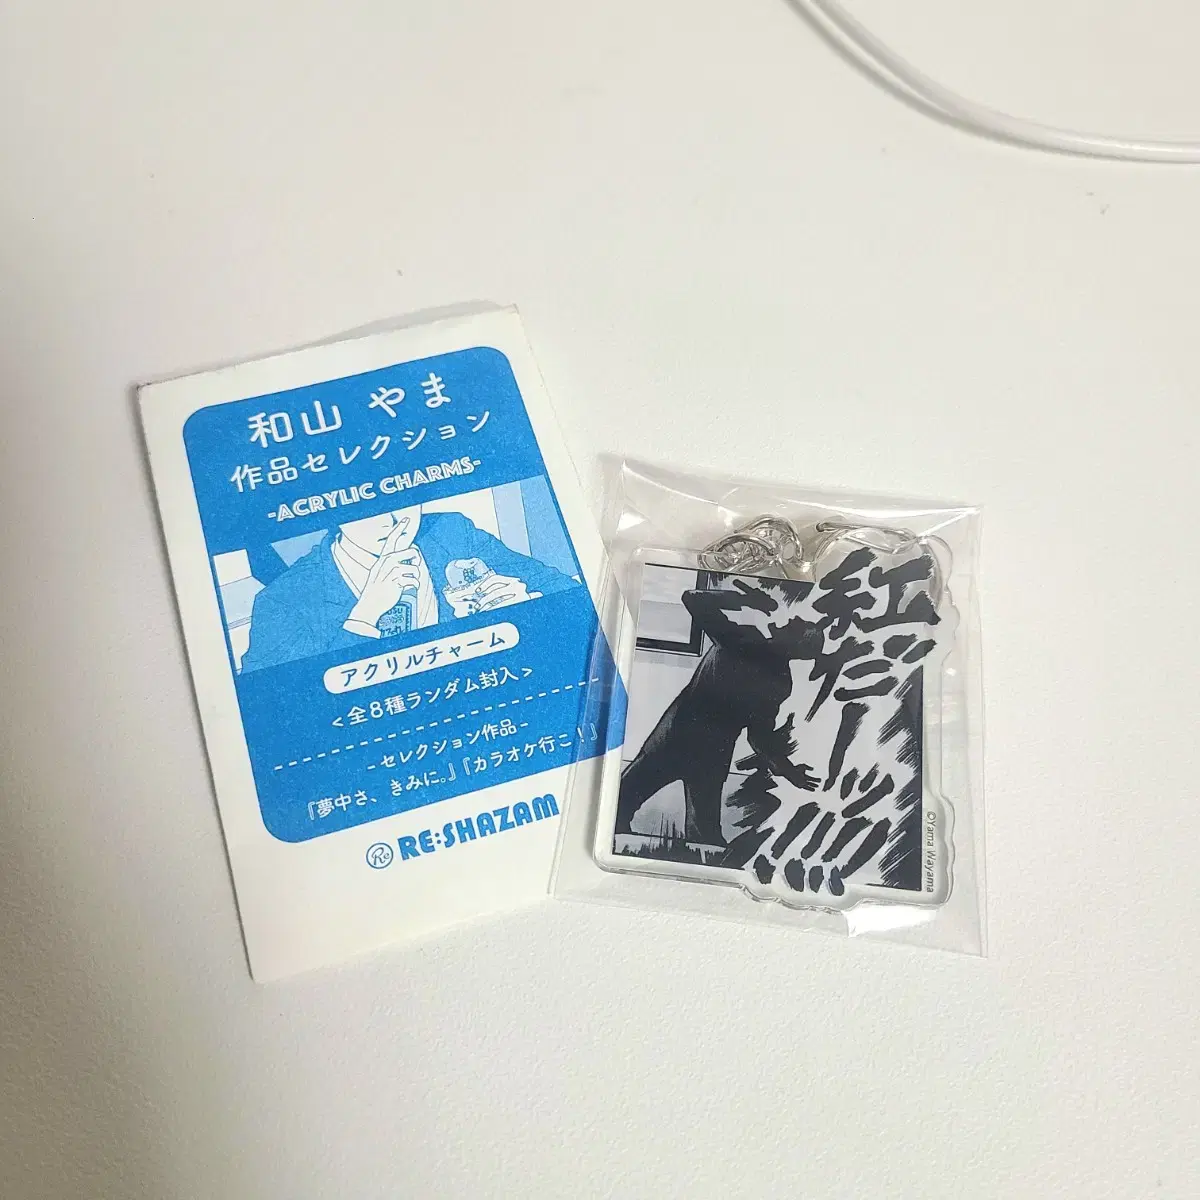 和山 やま
作品セレクション
-ACRYLIC CHARMS-
アクリルチャーム
<全8種ランダム封入>
-セレクション作品-
『夢中さ、きみに。』『カラオケ行こ！』
Re RE:SHAZAM
紅だーッ!!!!
©Yama Wayama